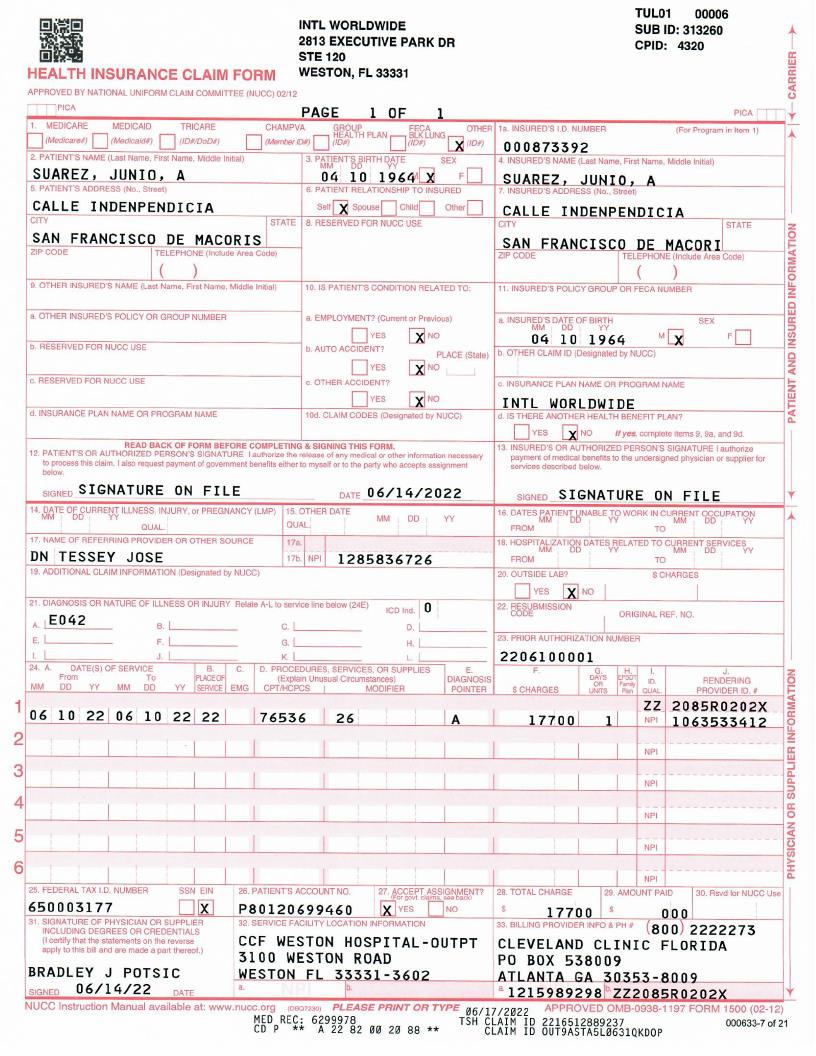 INTL WORLDWIDE
2813 EXECUTIVE PARK DR
STE 120
WESTON, FL 33331
TUL01 00006
SUB ID: 313260
CPID: 4320
CARRIER
HEALTH INSURANCE CLAIM FORM
APPROVED BY NATIONAL UNIFORM CLAIM COMMITTEE (NUCC) 02/12
PICA
PAGE 1 OF 1
PICA
1. MEDICARE MEDICAID TRICARE CHAMPVA GROUP HEALTH PLAN FECA BLK LUNG OTHER
(Medicare#) (Medicaid#) (ID#/DoD#) (Member ID#) (ID#) (ID#) X (ID#)
1a. INSURED'S I.D. NUMBER (For Program in Item 1)
000873392
2. PATIENT'S NAME (Last Name, First Name, Middle Initial)
SUAREZ, JUNIO, A
3. PATIENT'S BIRTH DATE SEX
MM DD YY
04 10 1964 M X F
4. INSURED'S NAME (Last Name, First Name, Middle Initial)
SUAREZ, JUNIO, A
5. PATIENT'S ADDRESS (No., Street)
CALLE INDENPENDICIA
6. PATIENT RELATIONSHIP TO INSURED
Self X Spouse Child Other
7. INSURED'S ADDRESS (No., Street)
CALLE INDENPENDICIA
CITY STATE
SAN FRANCISCO DE MACORIS
8. RESERVED FOR NUCC USE
CITY STATE
SAN FRANCISCO DE MACORI
ZIP CODE TELEPHONE (Include Area Code)
( )
ZIP CODE TELEPHONE (Include Area Code)
( )
9. OTHER INSURED'S NAME (Last Name, First Name, Middle Initial)
10. IS PATIENT'S CONDITION RELATED TO:
11. INSURED'S POLICY GROUP OR FECA NUMBER
a. OTHER INSURED'S POLICY OR GROUP NUMBER
a. EMPLOYMENT? (Current or Previous)
YES X NO
a. INSURED'S DATE OF BIRTH SEX
MM DD YY
04 10 1964 M X F
b. RESERVED FOR NUCC USE
b. AUTO ACCIDENT? PLACE (State)
YES X NO
b. OTHER CLAIM ID (Designated by NUCC)
c. RESERVED FOR NUCC USE
c. OTHER ACCIDENT?
YES X NO
c. INSURANCE PLAN NAME OR PROGRAM NAME
INTL WORLDWIDE
d. INSURANCE PLAN NAME OR PROGRAM NAME
10d. CLAIM CODES (Designated by NUCC)
d. IS THERE ANOTHER HEALTH BENEFIT PLAN?
YES X NO If yes, complete items 9, 9a, and 9d.
READ BACK OF FORM BEFORE COMPLETING & SIGNING THIS FORM.
12. PATIENT'S OR AUTHORIZED PERSON'S SIGNATURE I authorize the release of any medical or other information necessary
to process this claim. I also request payment of government benefits either to myself or to the party who accepts assignment
below.
SIGNED SIGNATURE ON FILE DATE 06/14/2022
13. INSURED'S OR AUTHORIZED PERSON'S SIGNATURE I authorize
payment of medical benefits to the undersigned physician or supplier for
services described below.
SIGNED SIGNATURE ON FILE
PATIENT AND INSURED INFORMATION
14. DATE OF CURRENT ILLNESS, INJURY, or PREGNANCY (LMP)
MM DD YY
QUAL.
15. OTHER DATE
QUAL. MM DD YY
16. DATES PATIENT UNABLE TO WORK IN CURRENT OCCUPATION
MM DD YY MM DD YY
FROM TO
17. NAME OF REFERRING PROVIDER OR OTHER SOURCE
DN TESSEY JOSE
17a.
17b. NPI 1285836726
18. HOSPITALIZATION DATES RELATED TO CURRENT SERVICES
MM DD YY MM DD YY
FROM TO
19. ADDITIONAL CLAIM INFORMATION (Designated by NUCC)
20. OUTSIDE LAB? $ CHARGES
YES X NO
21. DIAGNOSIS OR NATURE OF ILLNESS OR INJURY Relate A-L to service line below (24E) ICD Ind. 0
A. E042 B. C. D.
E. F. G. H.
I. J. K. L.
22. RESUBMISSION CODE ORIGINAL REF. NO.
23. PRIOR AUTHORIZATION NUMBER
2206100001
24. A. DATE(S) OF SERVICE B. C. D. PROCEDURES, SERVICES, OR SUPPLIES E. F. G. H. I. J.
From To PLACE OF SERVICE EMG (Explain Unusual Circumstances) DIAGNOSIS POINTER $ CHARGES DAYS OR UNITS EPSDT Family Plan ID. QUAL. RENDERING PROVIDER ID. #
MM DD YY MM DD YY CPT/HCPCS MODIFIER
ZZ 2085R0202X
1 06 10 22 06 10 22 22 76536 26 A 17700 1 NPI 1063533412
2 NPI
3 NPI
4 NPI
5 NPI
6 NPI
PHYSICIAN OR SUPPLIER INFORMATION
25. FEDERAL TAX I.D. NUMBER SSN EIN
650003177 X
26. PATIENT'S ACCOUNT NO.
P80120699460
27. ACCEPT ASSIGNMENT?
(For govt. claims, see back)
X YES NO
28. TOTAL CHARGE
$ 17700
29. AMOUNT PAID
$ 000
30. Rsvd for NUCC Use
31. SIGNATURE OF PHYSICIAN OR SUPPLIER
INCLUDING DEGREES OR CREDENTIALS
(I certify that the statements on the reverse
apply to this bill and are made a part thereof.)
BRADLEY J POTSIC
SIGNED 06/14/22 DATE
32. SERVICE FACILITY LOCATION INFORMATION
CCF WESTON HOSPITAL-OUTPT
3100 WESTON ROAD
WESTON FL 33331-3602
a. NPI b.
33. BILLING PROVIDER INFO & PH # (800) 2222273
CLEVELAND CLINIC FLORIDA
PO BOX 538009
ATLANTA GA 30353-8009
a. 1215989298 b. ZZ2085R0202X
NUCC Instruction Manual available at: www.nucc.org (DBQ7230) PLEASE PRINT OR TYPE APPROVED OMB-0938-1197 FORM 1500 (02-12)
06/17/2022
MED REC: 6299978 TSH CLAIM ID 2216512889237 000633-7 of 21
CD P ** A 22 82 00 20 88 ** CLAIM ID OUT9ASTA5L0631QKDOP